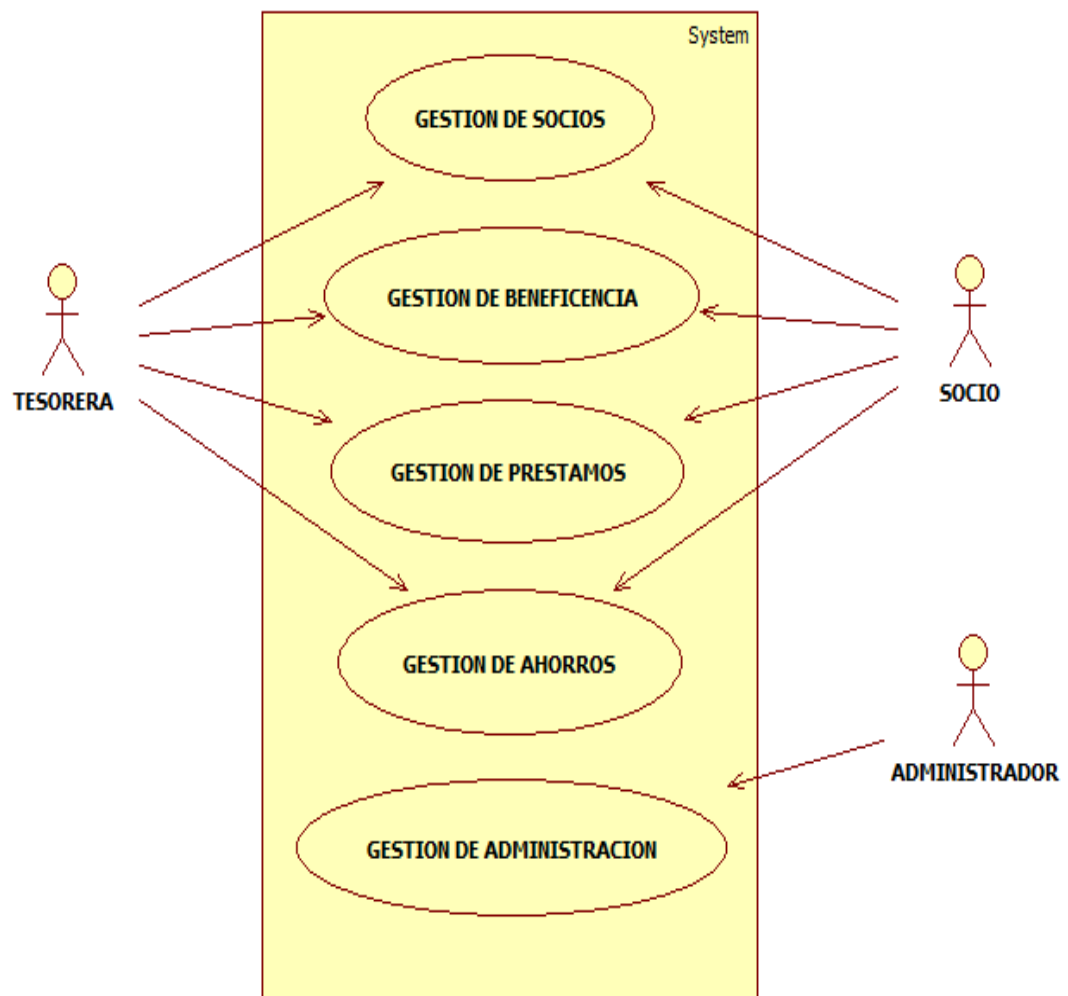 System
GESTION DE SOCIOS
GESTION DE BENEFICENCIA
TESORERA
SOCIO
GESTION DE PRESTAMOS
GESTION DE AHORROS
ADMINISTRADOR
GESTION DE ADMINISTRACION